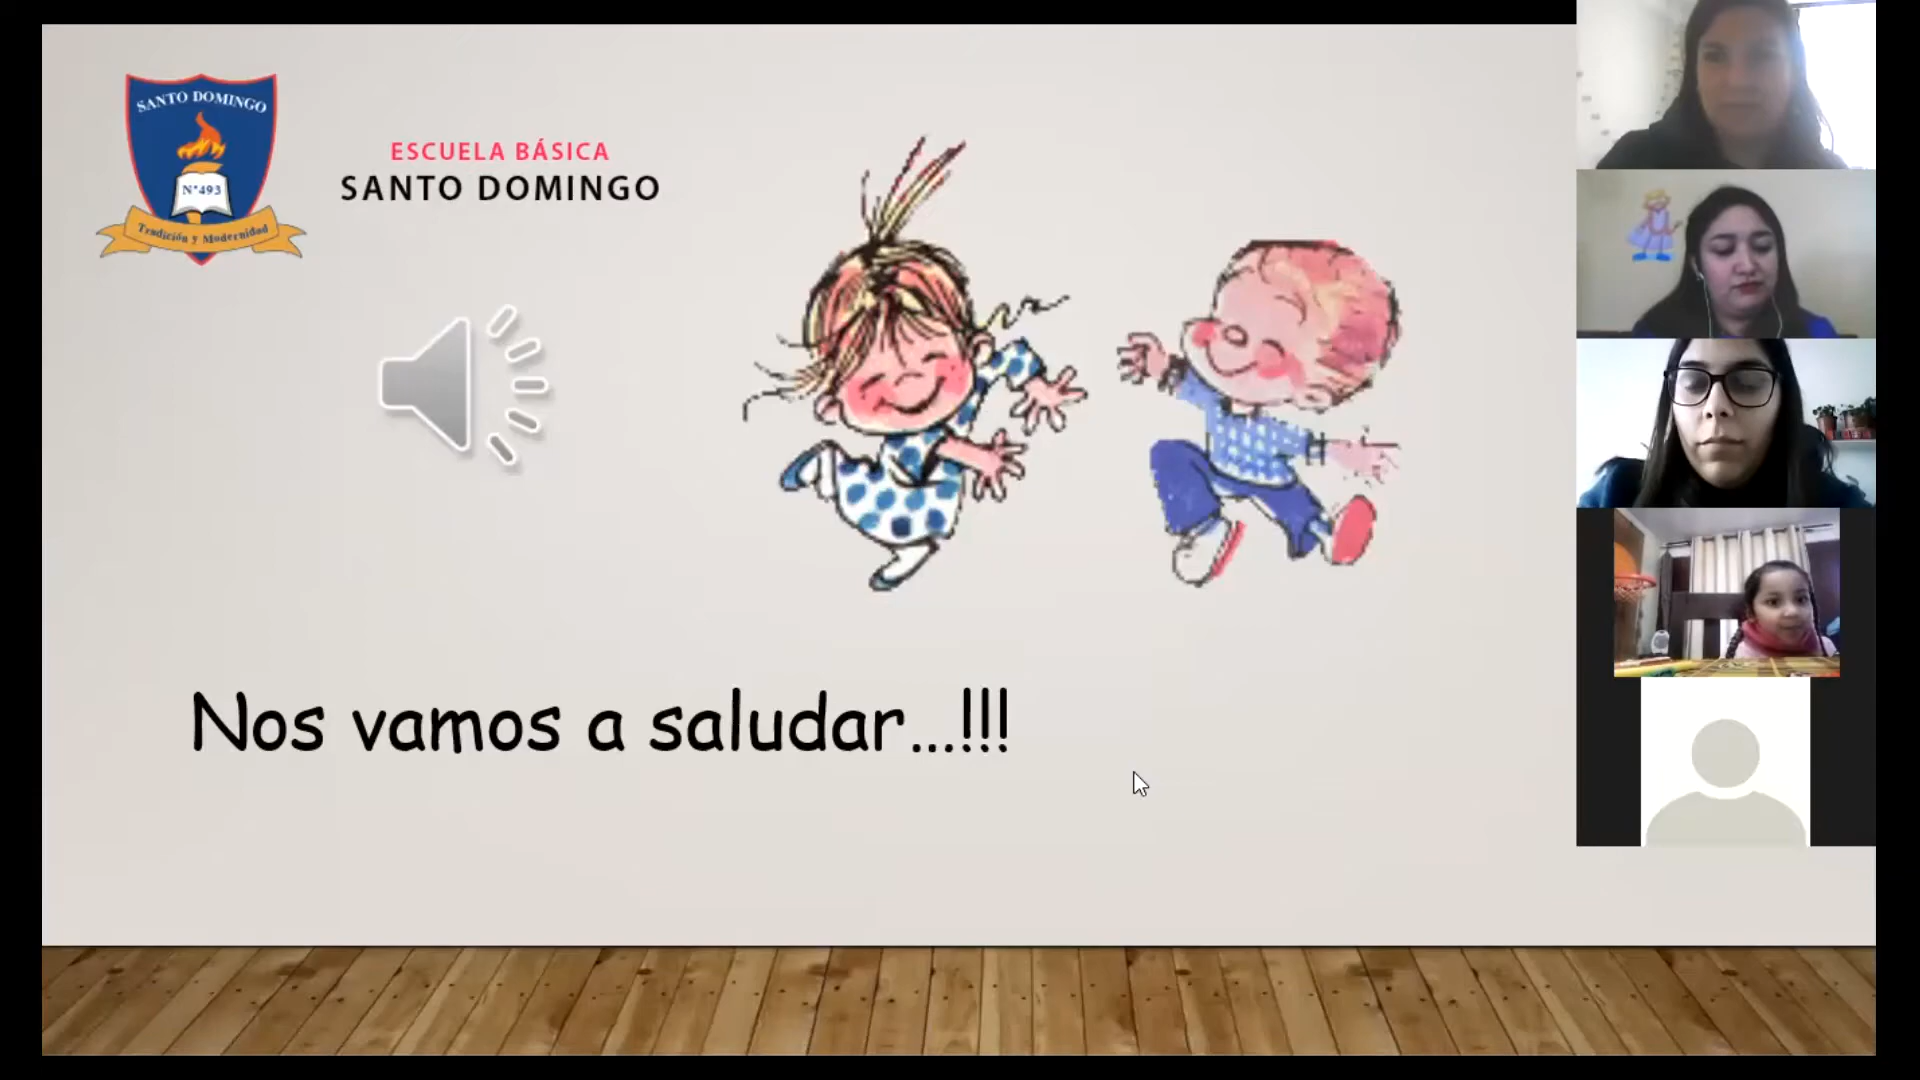 SANTO DOMINGO
N°493
Tradición y Modernidad
ESCUELA BÁSICA
SANTO DOMINGO
Nos vamos a saludar...!!!